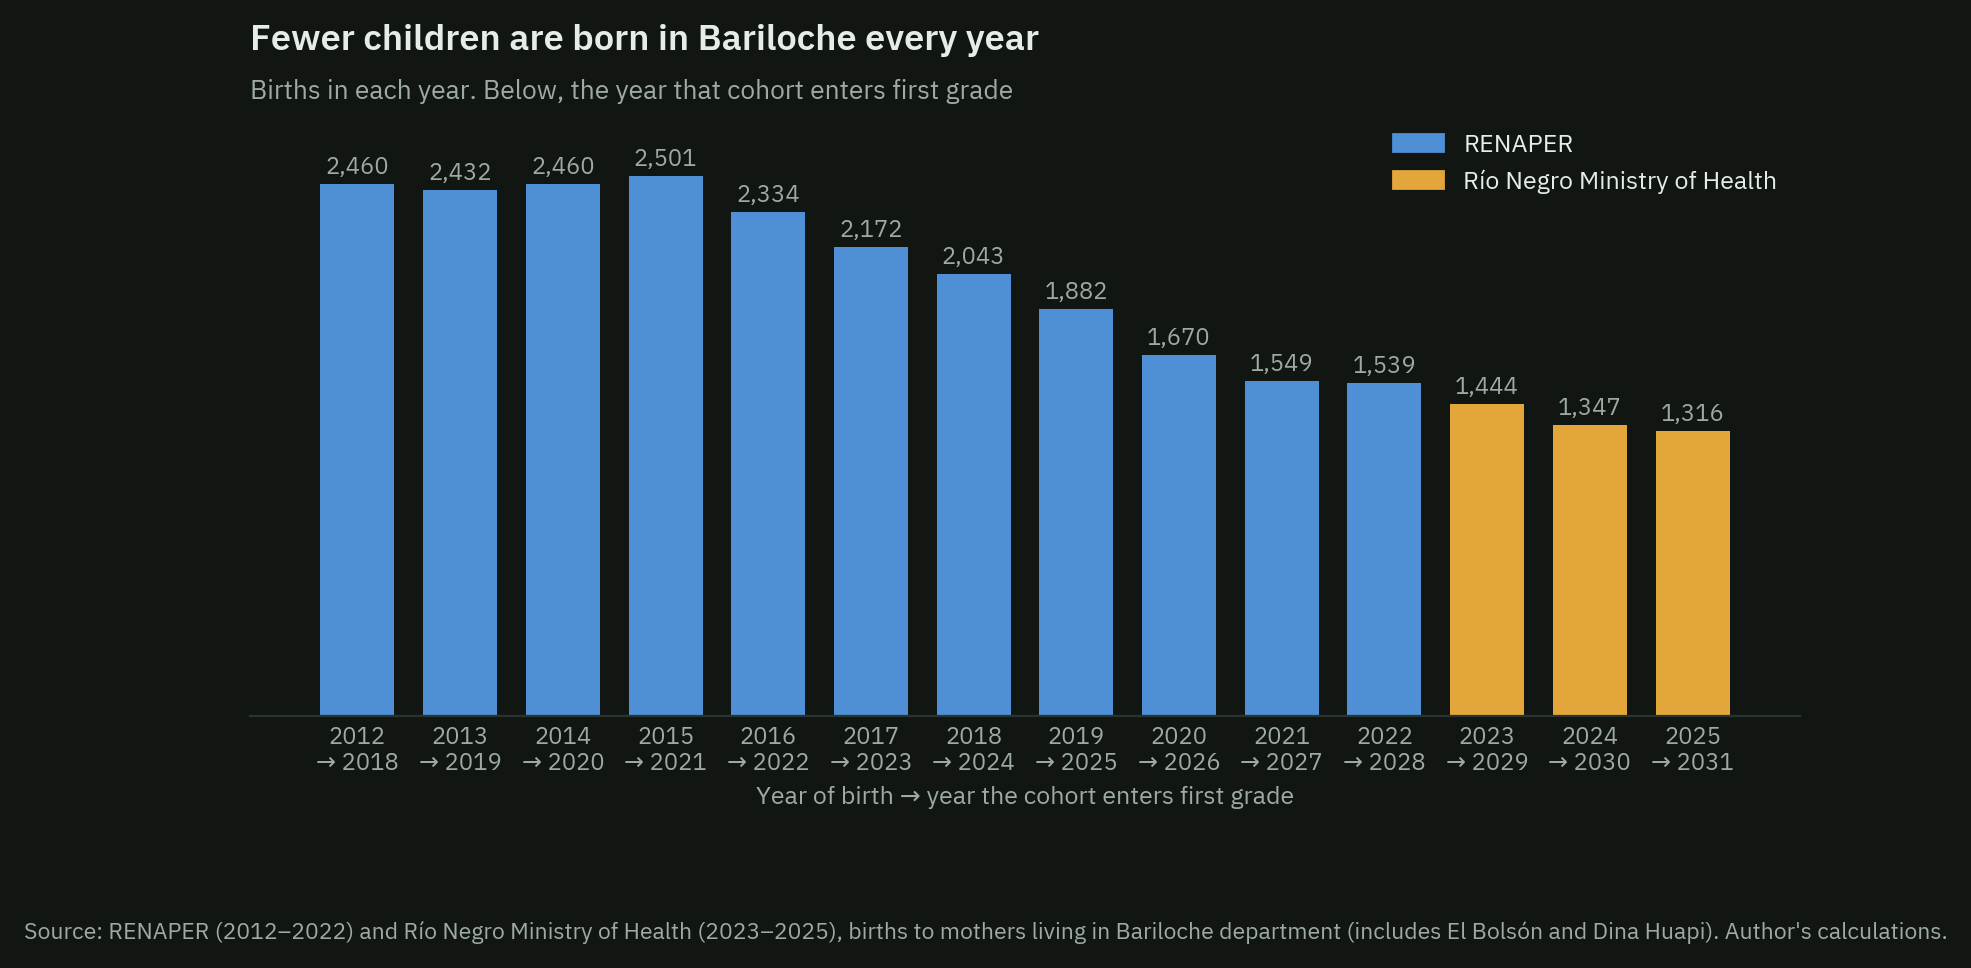 Fewer children are born in Bariloche every year
Births in each year. Below, the year that cohort enters first grade
RENAPER
Río Negro Ministry of Health
2,460 2,432 2,460 2,501 2,334 2,172 2,043 1,882 1,670 1,549 1,539 1,444 1,347 1,316
2012 2013 2014 2015 2016 2017 2018 2019 2020 2021 2022 2023 2024 2025
→ 2018 → 2019 → 2020 → 2021 → 2022 → 2023 → 2024 → 2025 → 2026 → 2027 → 2028 → 2029 → 2030 → 2031
Year of birth → year the cohort enters first grade
Source: RENAPER (2012–2022) and Río Negro Ministry of Health (2023–2025), births to mothers living in Bariloche department (includes El Bolsón and Dina Huapi). Author's calculations.